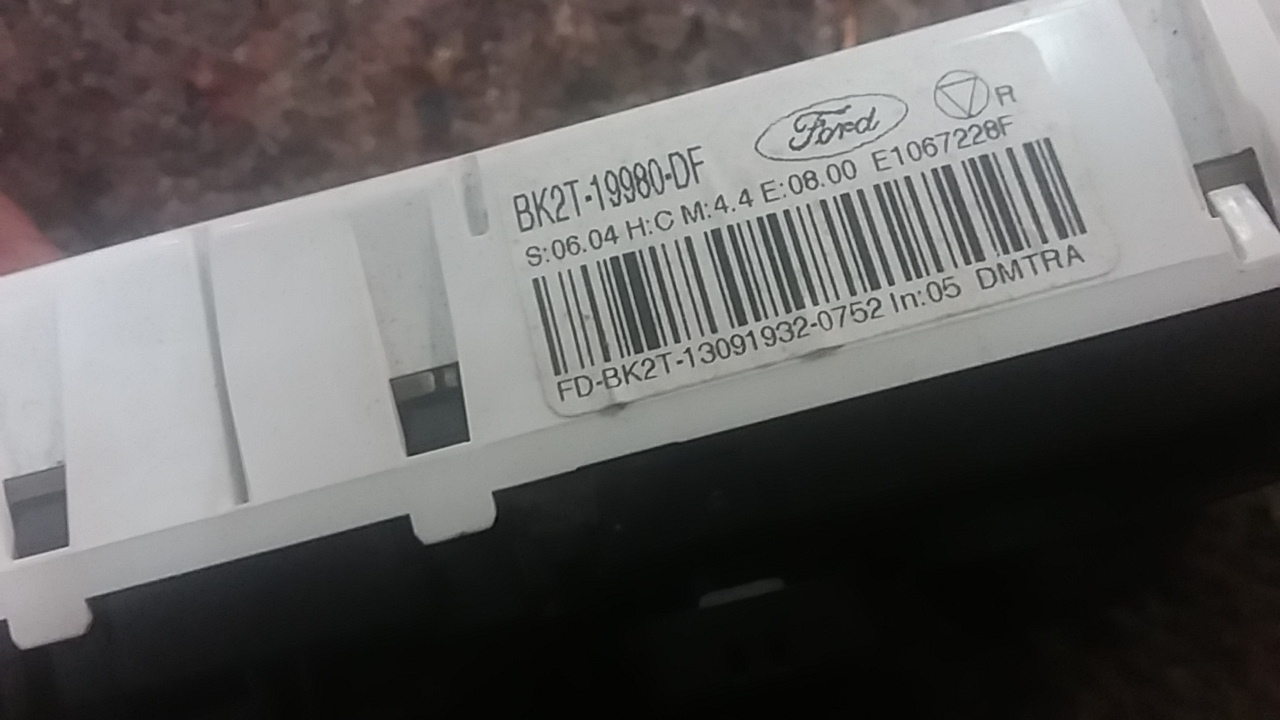 Ford R
BK2T-19980-DF
S:06.04 H:C M:4.4 E:08.00 E1067228F
FD-BK2T-13091932-0752 In:05 DMTRA